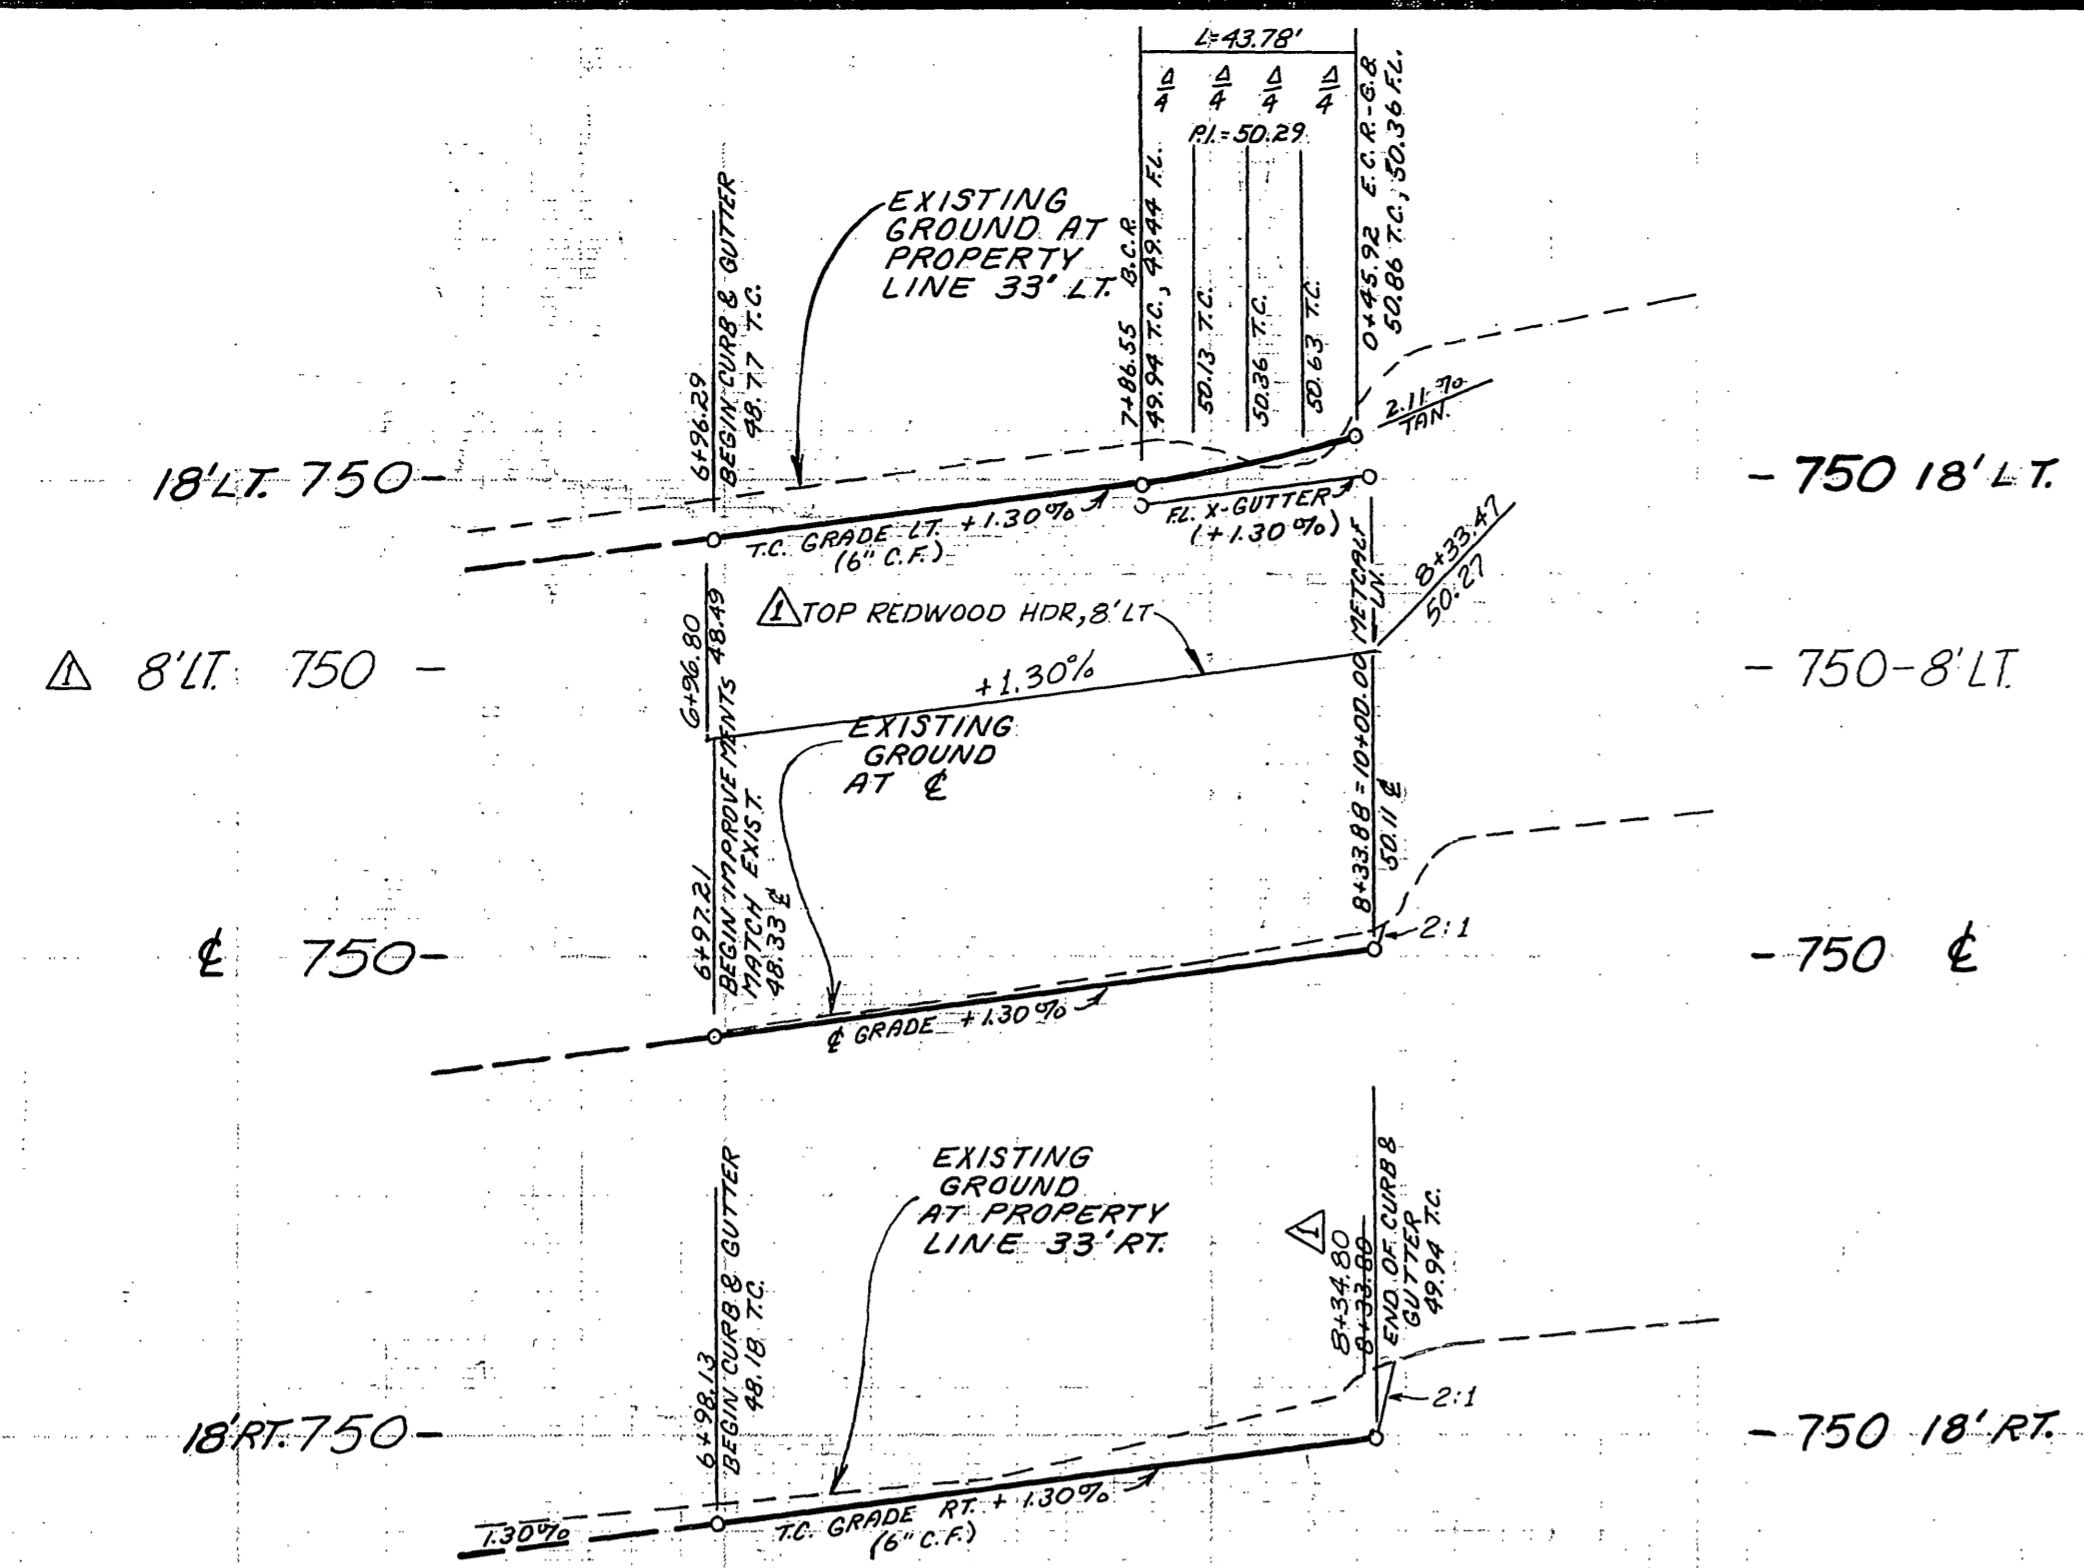 L=43.78'
Δ/4 Δ/4 Δ/4 Δ/4
P.I.=50.29
7+86.55 B.C.R.
49.94 T.C., 49.44 F.L.
50.13 T.C.
50.36 T.C.
50.63 T.C.
0+45.92 E.C.R.-G.B
50.86 T.C., 50.36 F.L.
2.11%
TAN.
EXISTING
GROUND AT
PROPERTY
LINE 33' LT.
6+96.29
BEGIN CURB & GUTTER
48.77 T.C.
18'LT. 750-
-750 18'LT.
T.C. GRADE LT. +1.30%
(6" C.F.)
F.L. X-GUTTER
(+1.30%)
8+33.47
50.27
1 TOP REDWOOD HDR, 8'LT
6+96.80
48.49
1 8'LT. 750 -
- 750-8'LT.
+1.30%
EXISTING
GROUND
AT ℄
6+97.21
BEGIN IMPROVEMENTS
MATCH EXIST.
48.33 ℄
8+33.88=10+00.00 METCALF
LN.
50.11 ℄
2:1
℄ 750-
-750 ℄
℄ GRADE +1.30%
EXISTING
GROUND
AT PROPERTY
LINE 33'RT.
6+98.13
BEGIN CURB & GUTTER
48.18 T.C.
1
8+34.80
8+33.80
END OF CURB &
GUTTER
49.94 T.C.
2:1
18'RT. 750-
-750 18'RT.
1.30%
T.C. GRADE RT. + 1.30%
(6" C.F.)